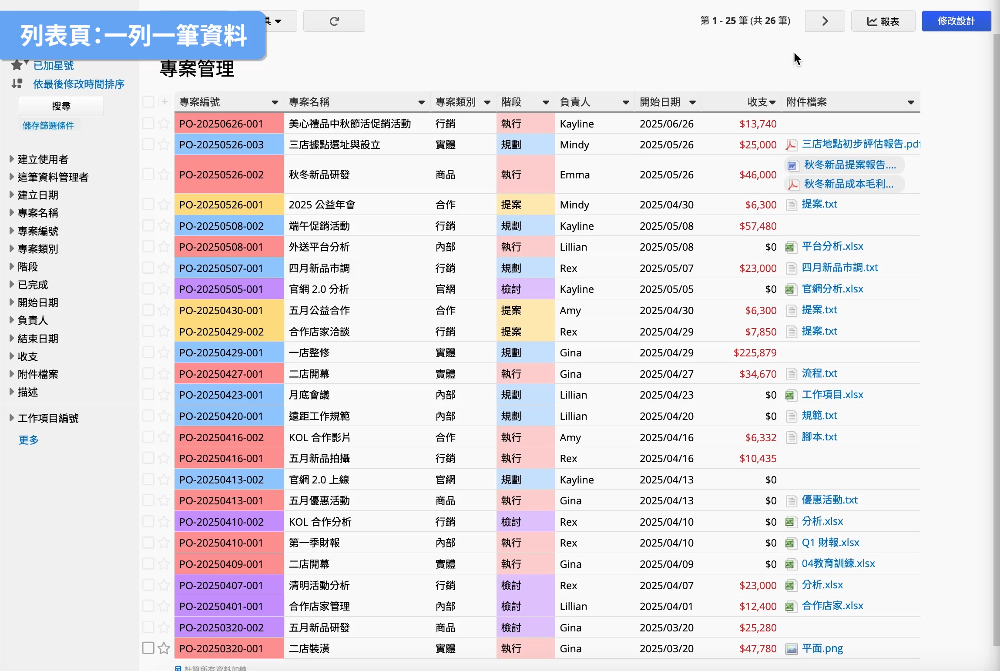 列表頁：一列一筆資料
具
第 1 - 25 筆 (共 26 筆)
報表
修改設計
已加星號
依最後修改時間排序
搜尋
儲存篩選條件
建立使用者
這筆資料管理者
建立日期
專案名稱
專案編號
專案類別
階段
已完成
開始日期
負責人
結束日期
收支
附件檔案
描述
工作項目編號
更多
專案管理
專案編號 專案名稱 專案類別 階段 負責人 開始日期 收支 附件檔案
PO-20250626-001 美心禮品中秋節活促銷活動 行銷 執行 Kayline 2025/06/26 $13,740
PO-20250526-003 三店據點選址與設立 實體 規劃 Mindy 2025/05/26 $25,000 三店地點初步評估報告.pdf
PO-20250526-002 秋冬新品研發 商品 執行 Emma 2025/05/26 $46,000 秋冬新品提案報告....
秋冬新品成本毛利...
PO-20250526-001 2025 公益年會 合作 提案 Mindy 2025/04/30 $6,300 提案.txt
PO-20250508-002 端午促銷活動 行銷 規劃 Kayline 2025/05/08 $57,480
PO-20250508-001 外送平台分析 內部 執行 Lillian 2025/05/08 $0 平台分析.xlsx
PO-20250507-001 四月新品市調 行銷 規劃 Rex 2025/05/07 $23,000 四月新品市調.txt
PO-20250505-001 官網 2.0 分析 官網 檢討 Kayline 2025/05/05 $0 官網分析.xlsx
PO-20250430-001 五月公益合作 合作 提案 Amy 2025/04/30 $6,300 提案.txt
PO-20250429-002 合作店家洽談 行銷 提案 Rex 2025/04/29 $7,850 提案.txt
PO-20250429-001 一店整修 實體 規劃 Gina 2025/04/29 $225,879
PO-20250427-001 二店開幕 實體 執行 Gina 2025/04/27 $34,670 流程.txt
PO-20250423-001 月底會議 內部 規劃 Lillian 2025/04/23 $0 工作項目.xlsx
PO-20250420-001 遠距工作規範 內部 規劃 Lillian 2025/04/20 $0 規範.txt
PO-20250416-002 KOL 合作影片 合作 執行 Amy 2025/04/16 $6,332 腳本.txt
PO-20250416-001 五月新品拍攝 行銷 執行 Rex 2025/04/16 $10,435
PO-20250413-002 官網 2.0 上線 官網 規劃 Kayline 2025/04/13 $0
PO-20250413-001 五月優惠活動 商品 執行 Gina 2025/04/13 $0 優惠活動.txt
PO-20250410-002 KOL 合作分析 行銷 檢討 Rex 2025/04/10 $0 分析.xlsx
PO-20250410-001 第一季財報 內部 執行 Rex 2025/04/10 $0 Q1 財報.xlsx
PO-20250409-001 二店開幕 實體 執行 Gina 2025/04/09 $0 04教育訓練.xlsx
PO-20250407-001 清明活動分析 行銷 檢討 Rex 2025/04/07 $23,000 分析.xlsx
PO-20250401-001 合作店家管理 內部 檢討 Lillian 2025/04/01 $12,400 合作店家.xlsx
PO-20250320-002 五月新品研發 商品 檢討 Gina 2025/03/20 $25,280
PO-20250320-001 二店裝潢 實體 執行 Gina 2025/03/20 $47,780 平面.png
計算所有資料加總